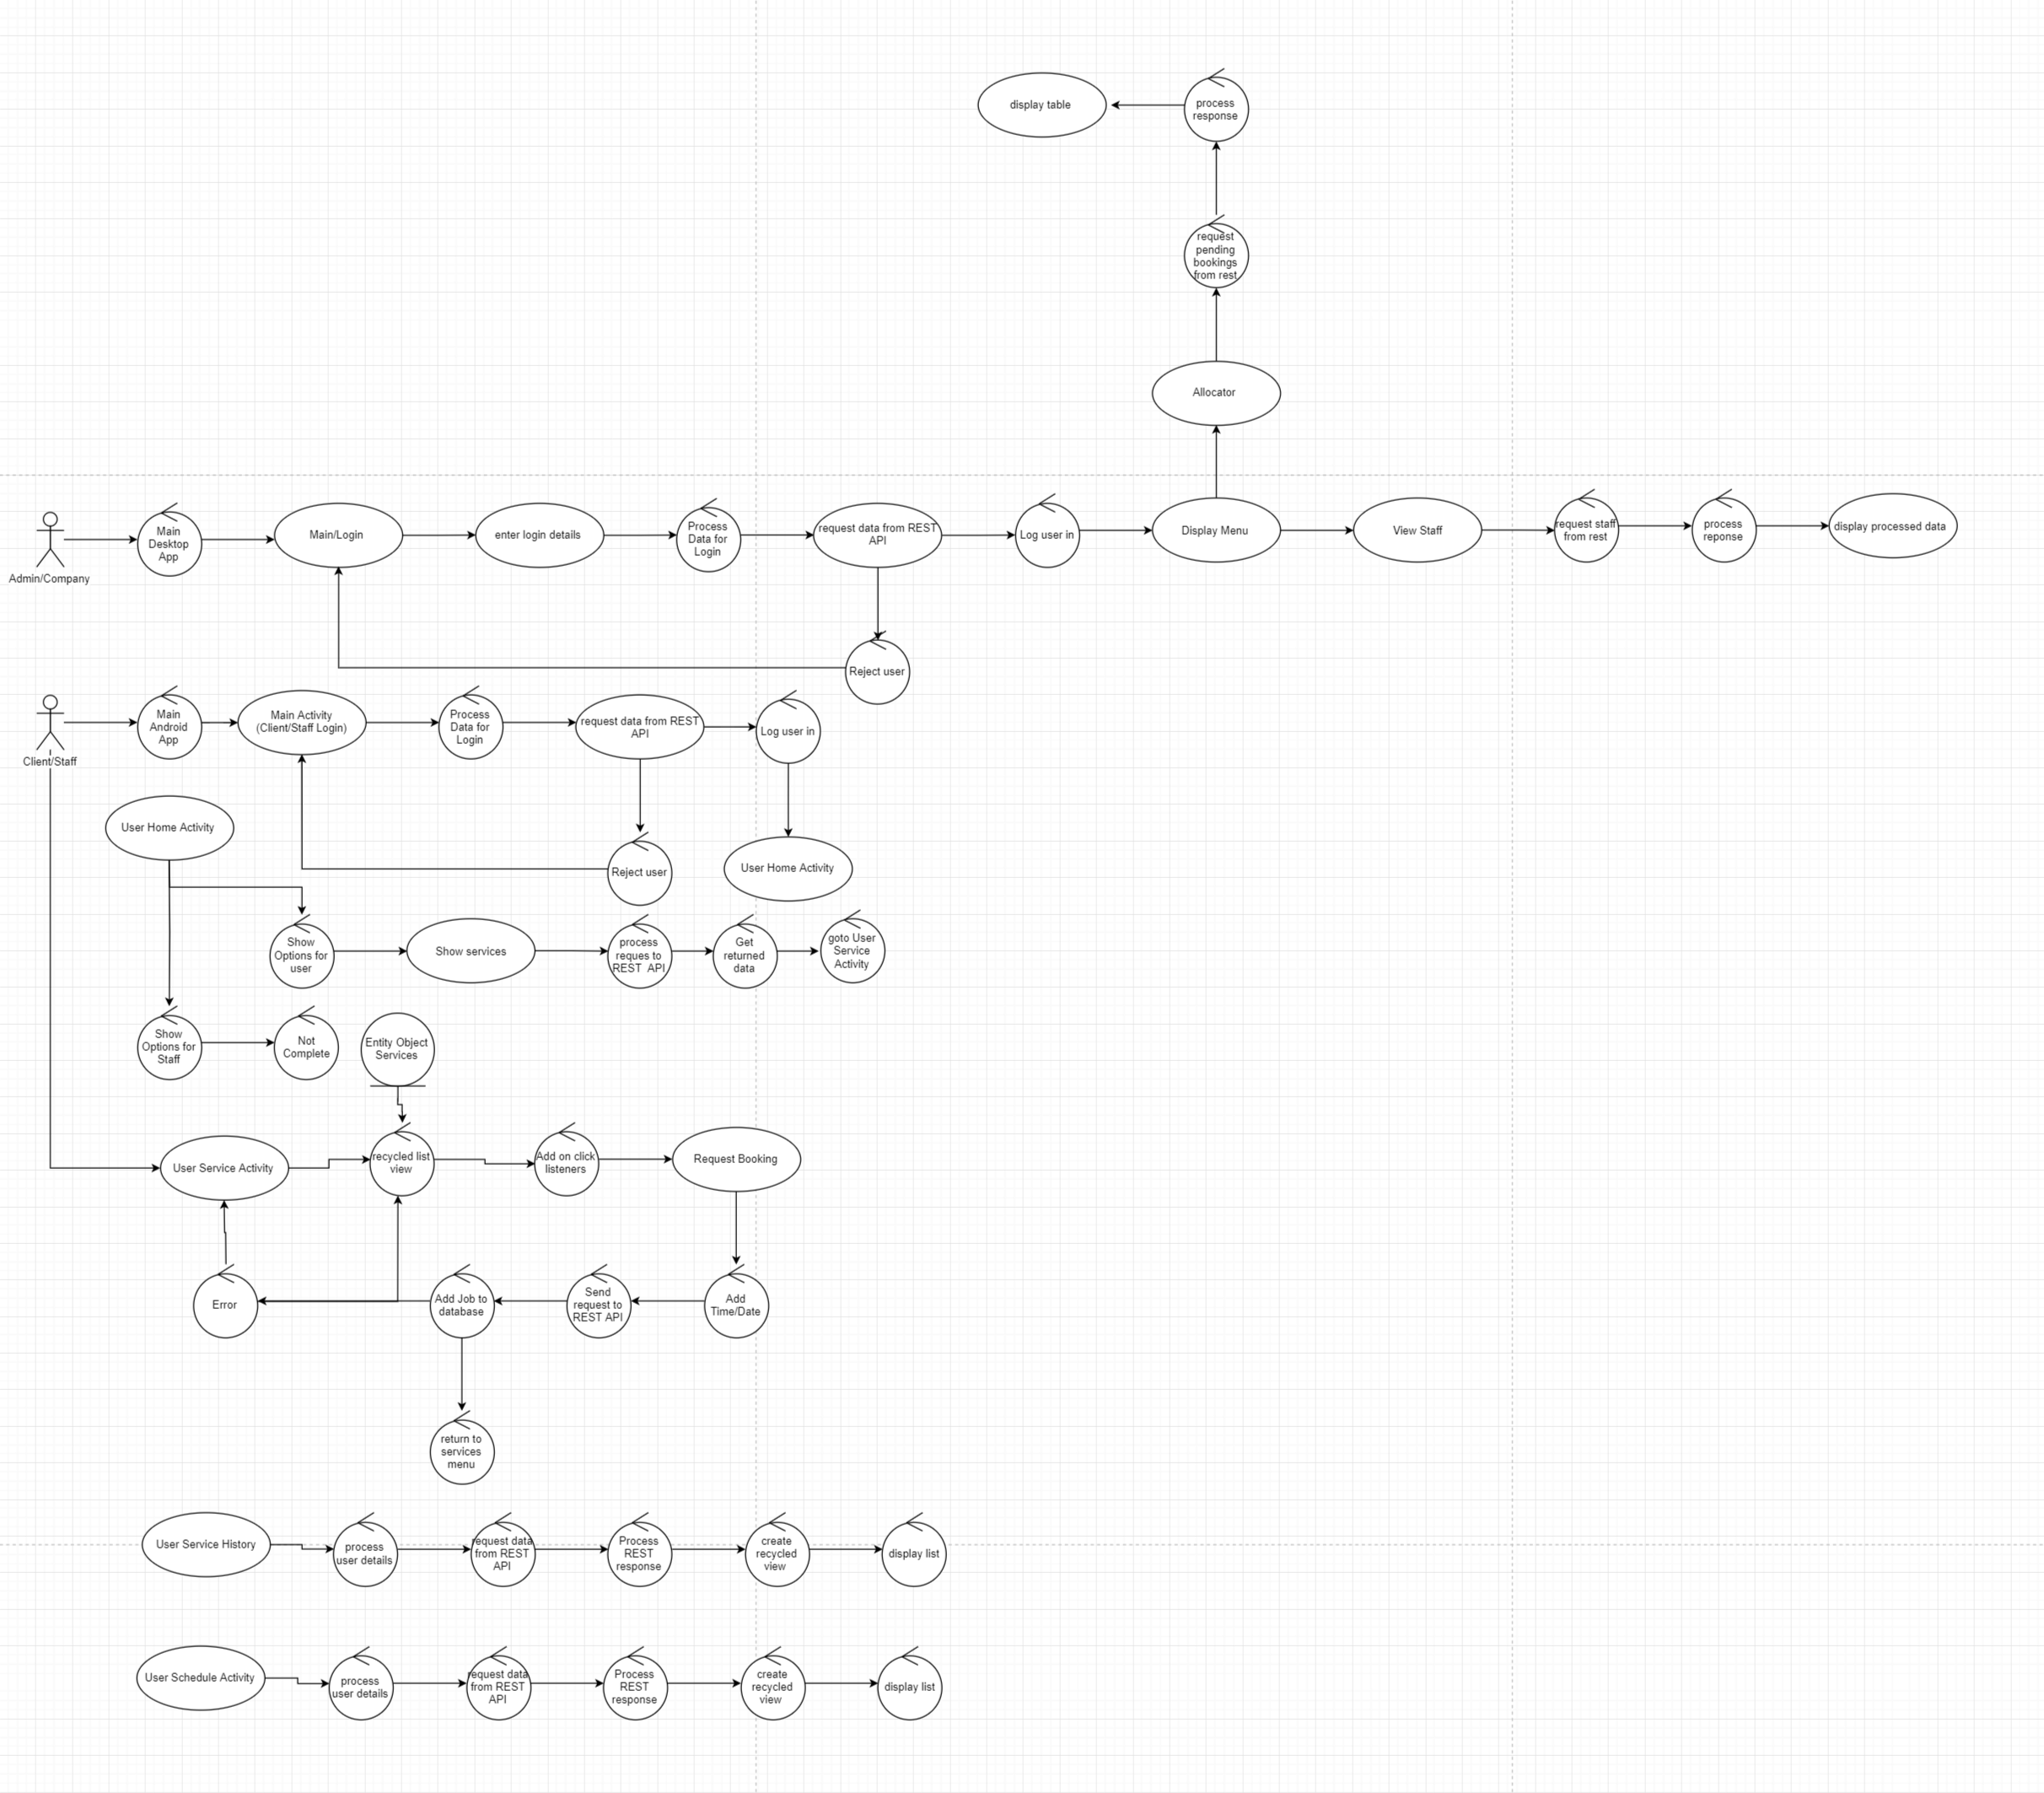 display table
process
response
request
pending
bookings
from rest
Allocator
Admin/Company
Main
Desktop
App
Main/Login
enter login details
Process
Data for
Login
request data from REST
API
Log user in
Display Menu
View Staff
request staff
from rest
process
reponse
display processed data
Reject user
Client/Staff
Main
Android
App
Main Activity
(Client/Staff Login)
Process
Data for
Login
request data from REST
API
Log user in
User Home Activity
Reject user
User Home Activity
Show
Options for
user
Show services
process
reques to
REST API
Get
returned
data
goto User
Service
Activity
Show
Options for
Staff
Not
Complete
Entity Object
Services
User Service Activity
recycled list
view
Add on click
listeners
Request Booking
Error
Add Job to
database
Send
request to
REST API
Add
Time/Date
return to
services
menu
User Service History
process
user details
request data
from REST
API
Process
REST
response
create
recycled
view
display list
User Schedule Activity
process
user details
request data
from REST
API
Process
REST
response
create
recycled
view
display list